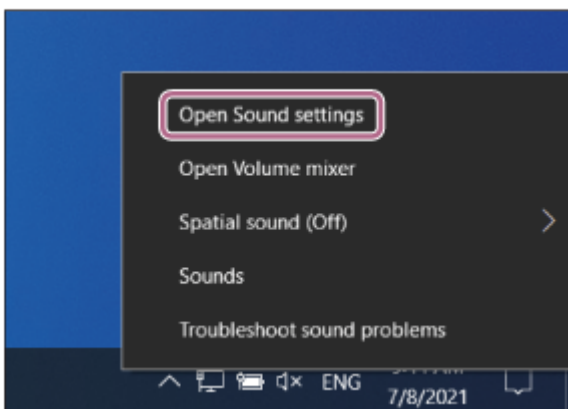 Open Sound settings
Open Volume mixer
Spatial sound (Off)
Sounds
Troubleshoot sound problems
ENG
7/8/2021